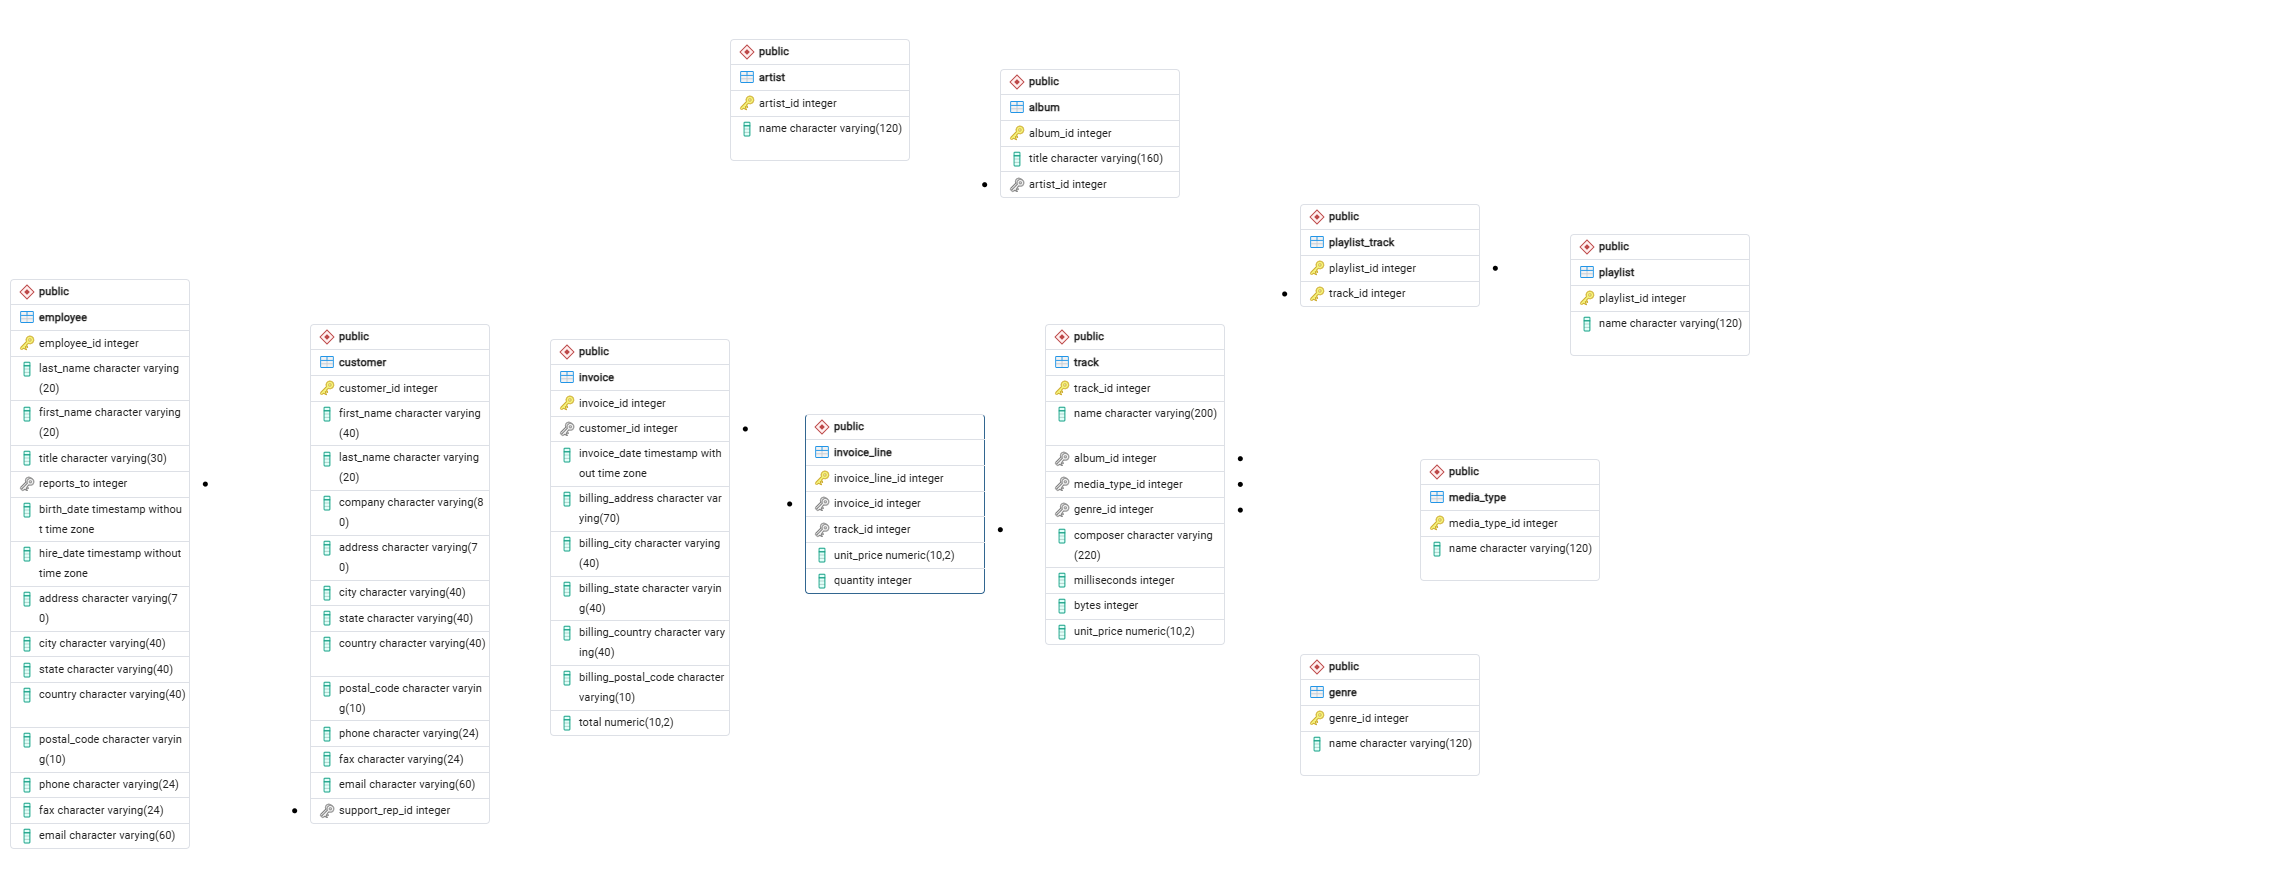 public
artist
artist_id integer
name character varying(120)
public
album
album_id integer
title character varying(160)
artist_id integer
public
playlist_track
playlist_id integer
track_id integer
public
playlist
playlist_id integer
name character varying(120)
public
employee
employee_id integer
last_name character varying
(20)
first_name character varying
(20)
title character varying(30)
reports_to integer
birth_date timestamp withou
t time zone
hire_date timestamp without
time zone
address character varying(7
0)
city character varying(40)
state character varying(40)
country character varying(40)
postal_code character varyin
g(10)
phone character varying(24)
fax character varying(24)
email character varying(60)
public
customer
customer_id integer
first_name character varying
(40)
last_name character varying
(20)
company character varying(8
0)
address character varying(7
0)
city character varying(40)
state character varying(40)
country character varying(40)
postal_code character varyin
g(10)
phone character varying(24)
fax character varying(24)
email character varying(60)
support_rep_id integer
public
invoice
invoice_id integer
customer_id integer
invoice_date timestamp with
out time zone
billing_address character var
ying(70)
billing_city character varying
(40)
billing_state character varyin
g(40)
billing_country character vary
ing(40)
billing_postal_code character
varying(10)
total numeric(10,2)
public
invoice_line
invoice_line_id integer
invoice_id integer
track_id integer
unit_price numeric(10,2)
quantity integer
public
track
track_id integer
name character varying(200)
album_id integer
media_type_id integer
genre_id integer
composer character varying
(220)
milliseconds integer
bytes integer
unit_price numeric(10,2)
public
media_type
media_type_id integer
name character varying(120)
public
genre
genre_id integer
name character varying(120)